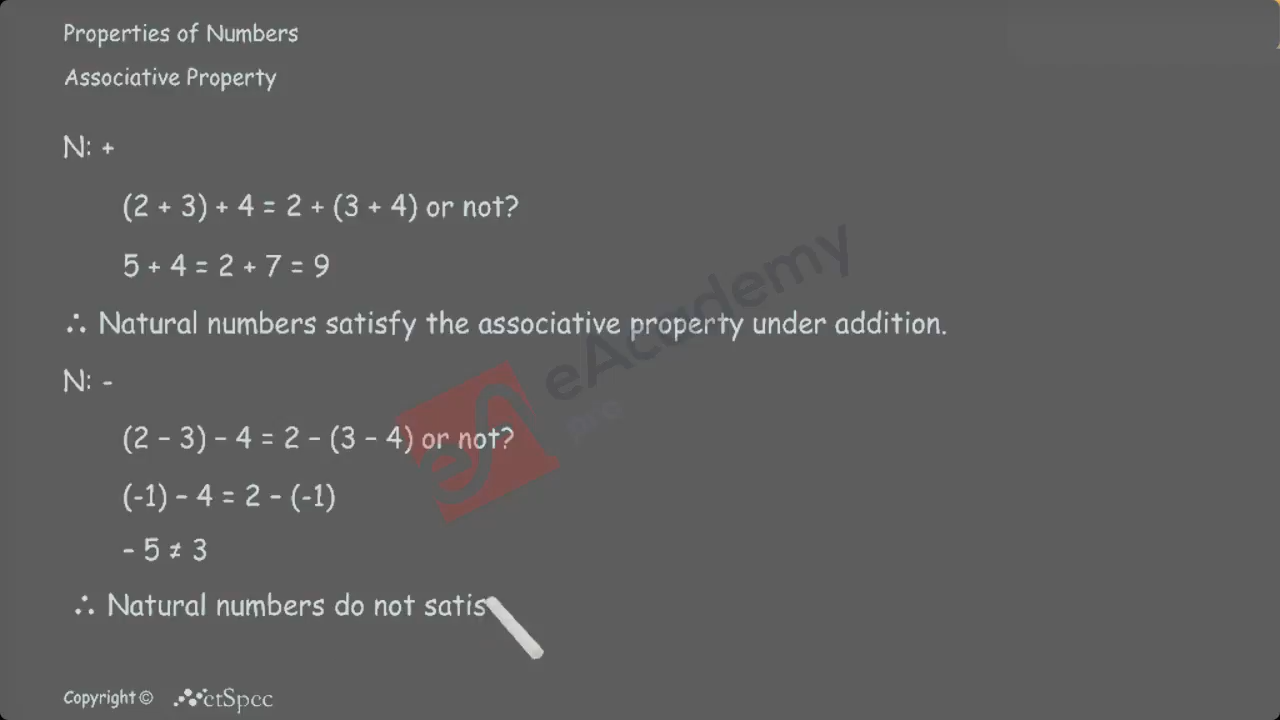 Properties of Numbers
Associative Property
N: +
(2 + 3) + 4 = 2 + (3 + 4) or not?
5 + 4 = 2 + 7 = 9
∴ Natural numbers satisfy the associative property under addition.
N: -
(2 – 3) – 4 = 2 – (3 – 4) or not?
(-1) – 4 = 2 – (-1)
– 5 ≠ 3
∴ Natural numbers do not satis
eAcademy
Copyright ©